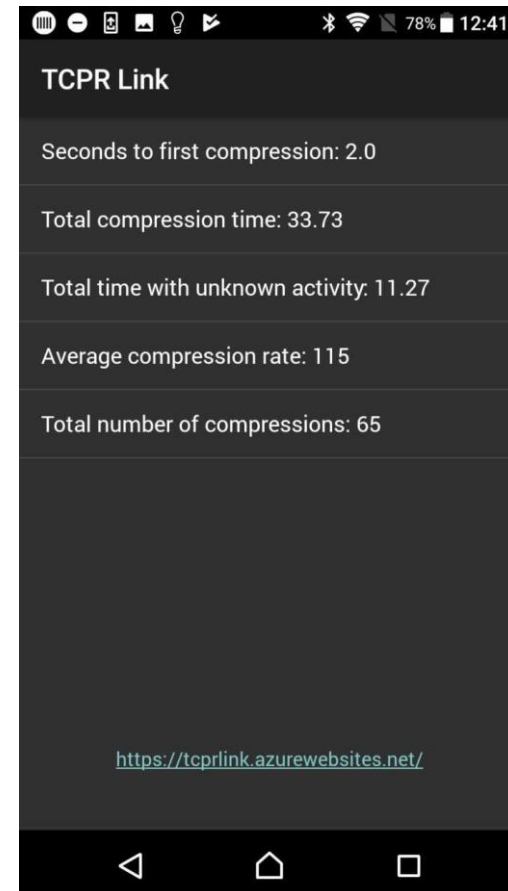 78% 12:41
TCPR Link
Seconds to first compression: 2.0
Total compression time: 33.73
Total time with unknown activity: 11.27
Average compression rate: 115
Total number of compressions: 65
https://tcprlink.azurewebsites.net/